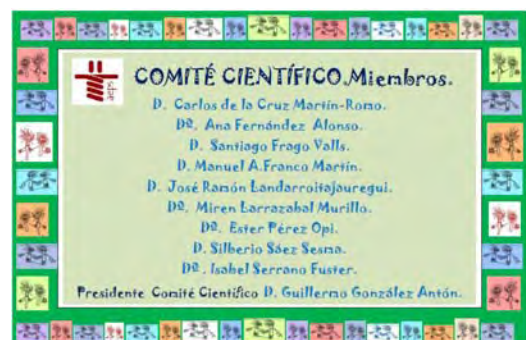 aeps
COMITÉ CIENTÍFICO.Miembros.
D. Carlos de la Cruz Martín-Romo.
Dª. Ana Fernández Alonso.
D. Santiago Frago Valls.
D. Manuel A.Franco Martín.
D. José Ramón Landarroitajauregui.
Dª. Miren Larrazabal Murillo.
Dª. Ester Pérez Opi.
D. Silberio Sáez Sesma.
Dª. Isabel Serrano Fuster.
Presidente Comité Científico D. Guillermo González Antón.